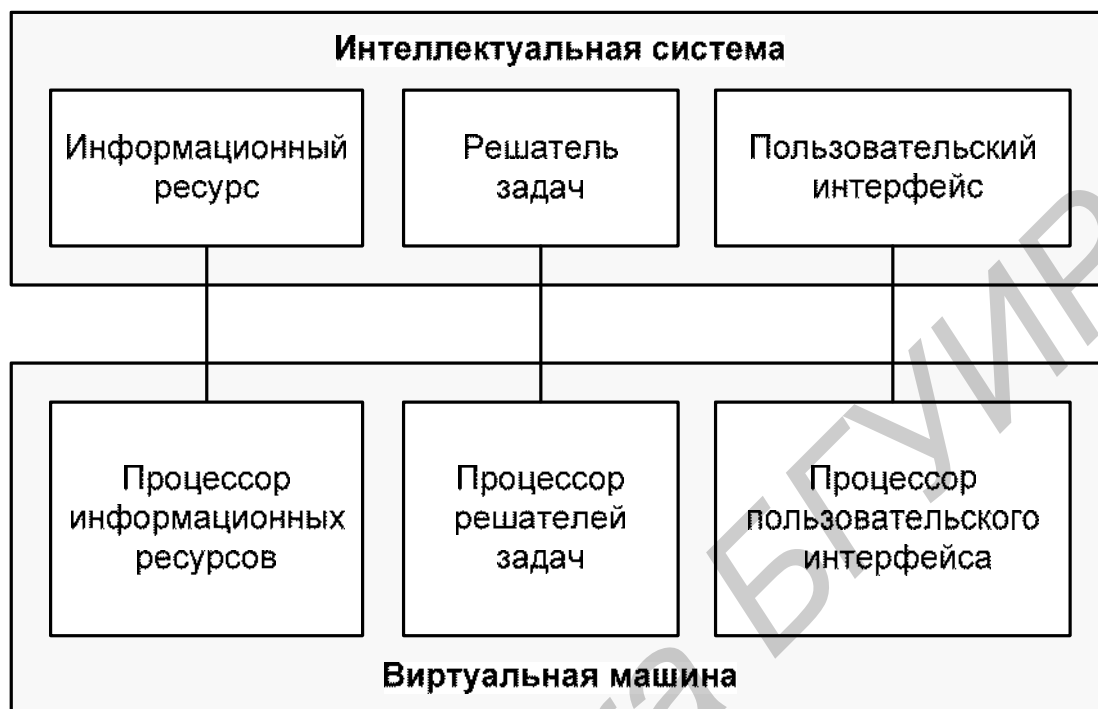 Интеллектуальная система
Информационный
ресурс
Решатель
задач
Пользовательский
интерфейс
Процессор
информационных
ресурсов
Процессор
решателей
задач
Процессор
пользовательского
интерфейса
Виртуальная машина
БГУИР